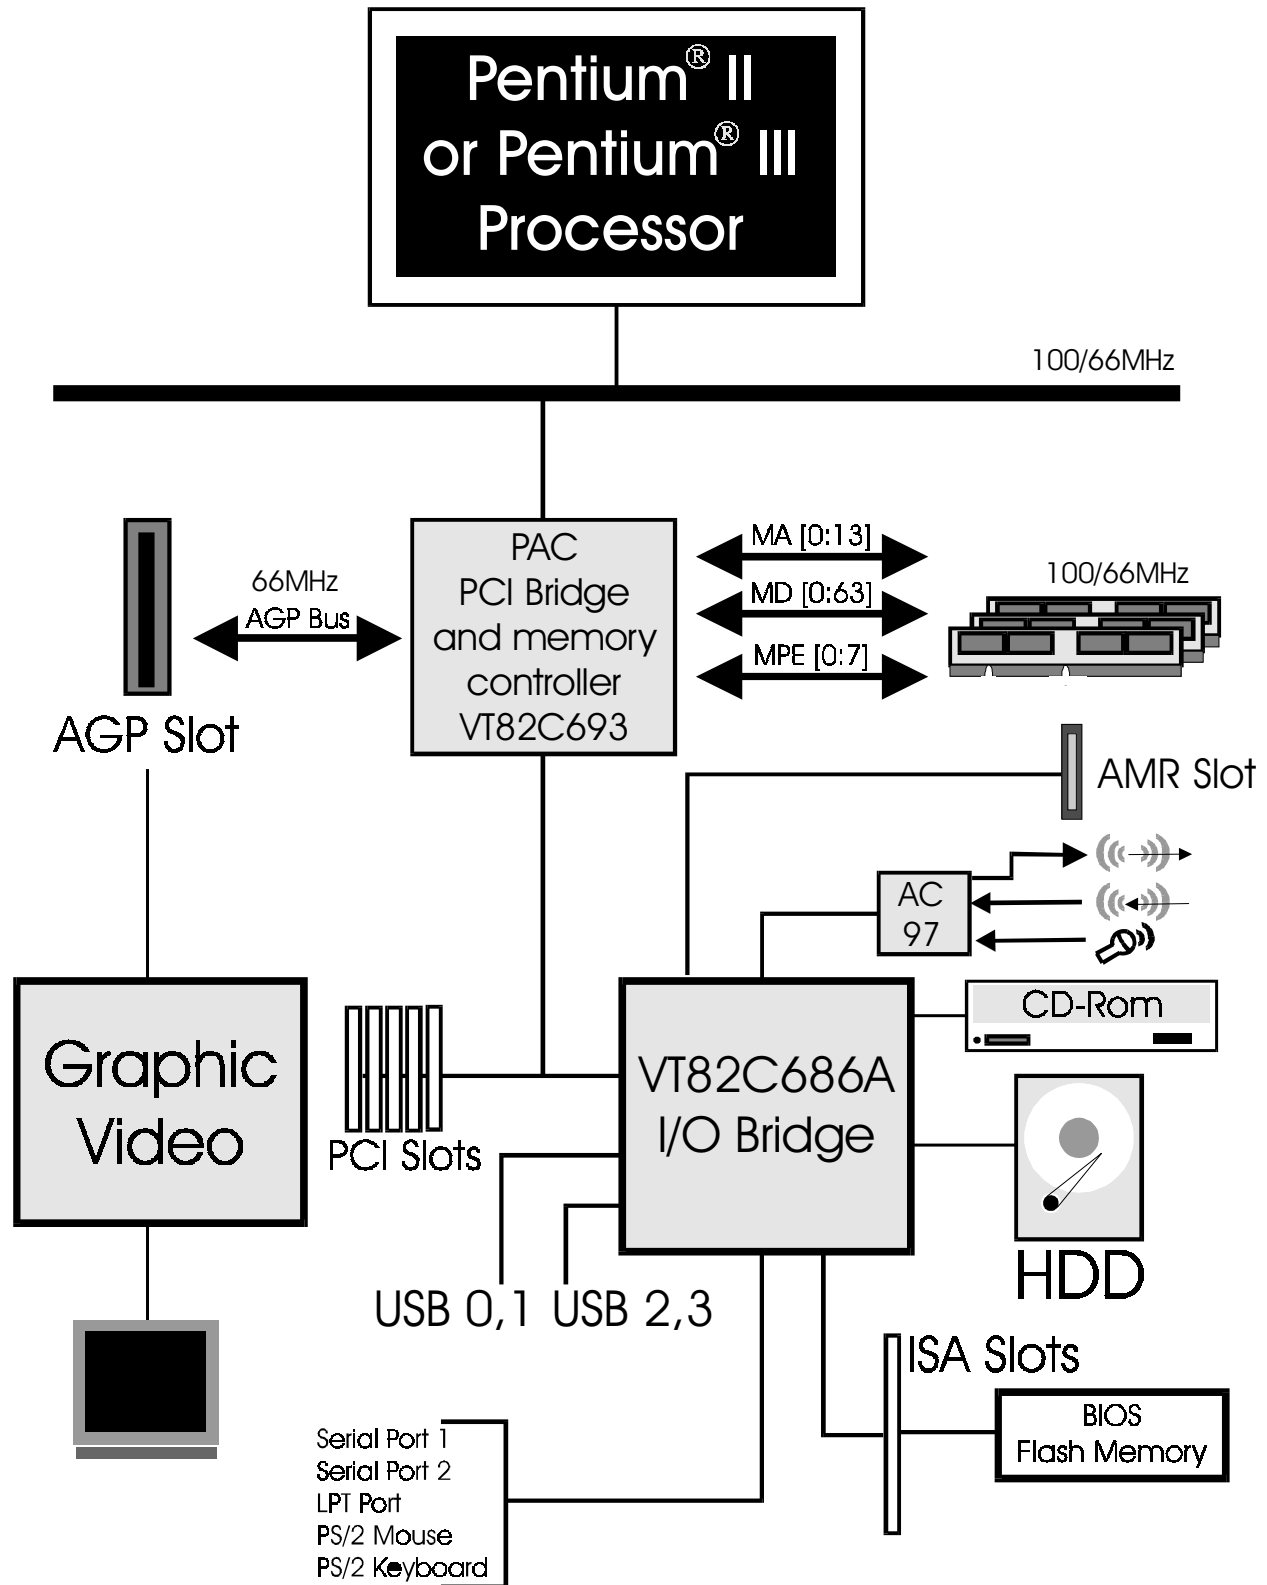 Pentium® II
or Pentium® III
Processor
100/66MHz
PAC
PCI Bridge
and memory
controller
VT82C693
66MHz
AGP Bus
AGP Slot
MA [0:13]
MD [0:63]
MPE [0:7]
100/66MHz
AMR Slot
AC
97
CD-Rom
Graphic
Video
PCI Slots
VT82C686A
I/O Bridge
HDD
USB 0,1
USB 2,3
ISA Slots
BIOS
Flash Memory
Serial Port 1
Serial Port 2
LPT Port
PS/2 Mouse
PS/2 Keyboard